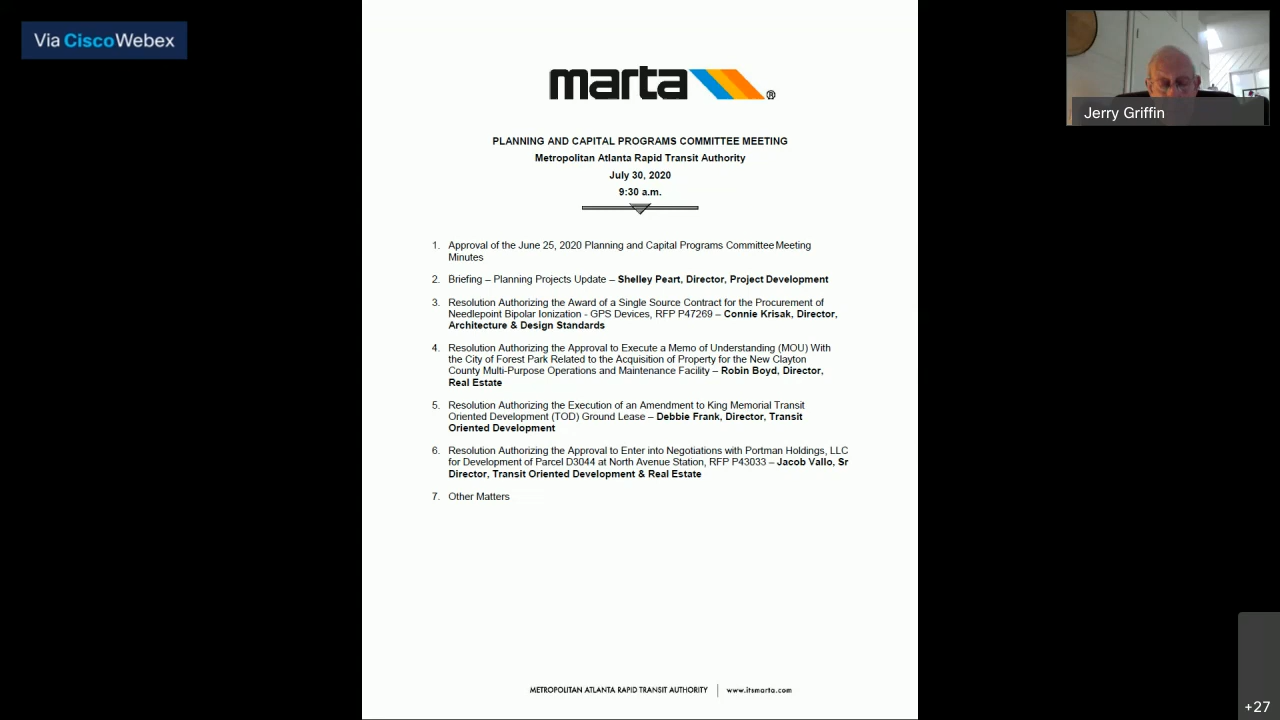 Via Cisco Webex
marta ®
Jerry Griffin
PLANNING AND CAPITAL PROGRAMS COMMITTEE MEETING
Metropolitan Atlanta Rapid Transit Authority
July 30, 2020
9:30 a.m.
1. Approval of the June 25, 2020 Planning and Capital Programs Committee Meeting
Minutes
2. Briefing – Planning Projects Update – Shelley Peart, Director, Project Development
3. Resolution Authorizing the Award of a Single Source Contract for the Procurement of
Needlepoint Bipolar Ionization - GPS Devices, RFP P47269 – Connie Krisak, Director,
Architecture & Design Standards
4. Resolution Authorizing the Approval to Execute a Memo of Understanding (MOU) With
the City of Forest Park Related to the Acquisition of Property for the New Clayton
County Multi-Purpose Operations and Maintenance Facility – Robin Boyd, Director,
Real Estate
5. Resolution Authorizing the Execution of an Amendment to King Memorial Transit
Oriented Development (TOD) Ground Lease – Debbie Frank, Director, Transit
Oriented Development
6. Resolution Authorizing the Approval to Enter into Negotiations with Portman Holdings, LLC
for Development of Parcel D3044 at North Avenue Station, RFP P43033 – Jacob Vallo, Sr
Director, Transit Oriented Development & Real Estate
7. Other Matters
METROPOLITAN ATLANTA RAPID TRANSIT AUTHORITY | www.itsmarta.com
+27